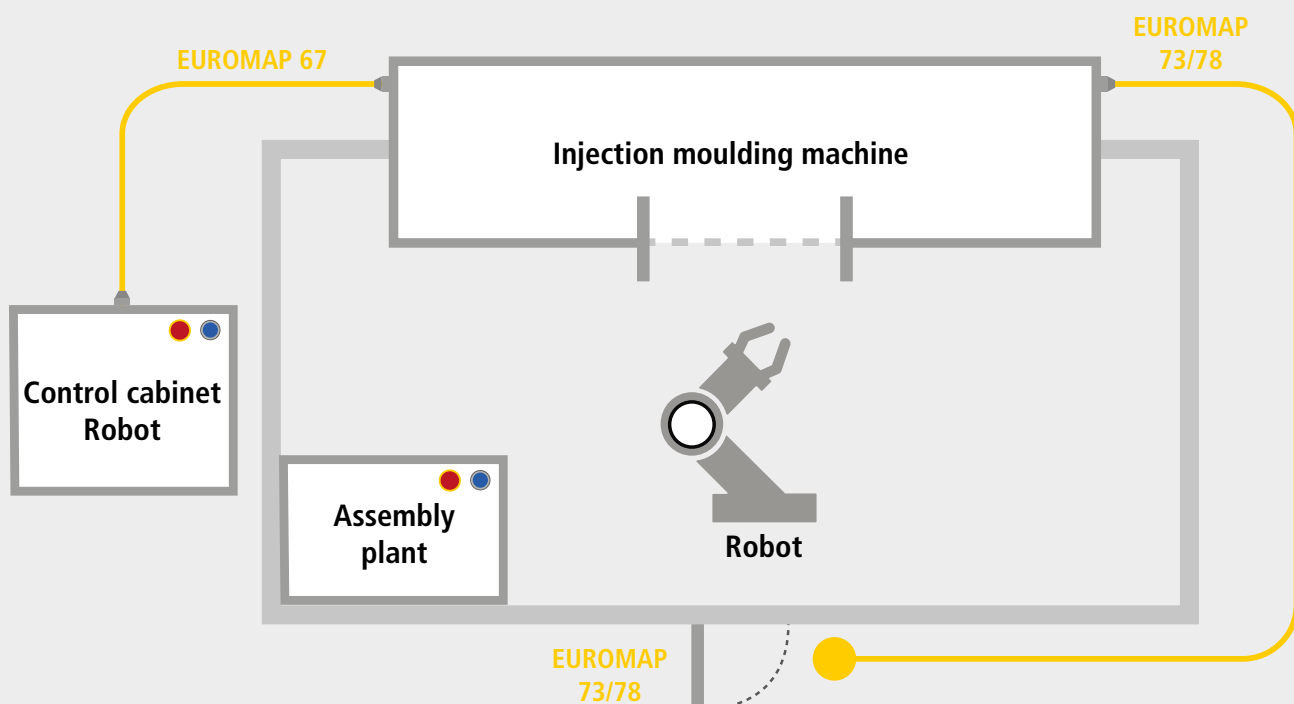 EUROMAP 67
EUROMAP
73/78
Injection moulding machine
Control cabinet
Robot
Assembly
plant
Robot
EUROMAP
73/78